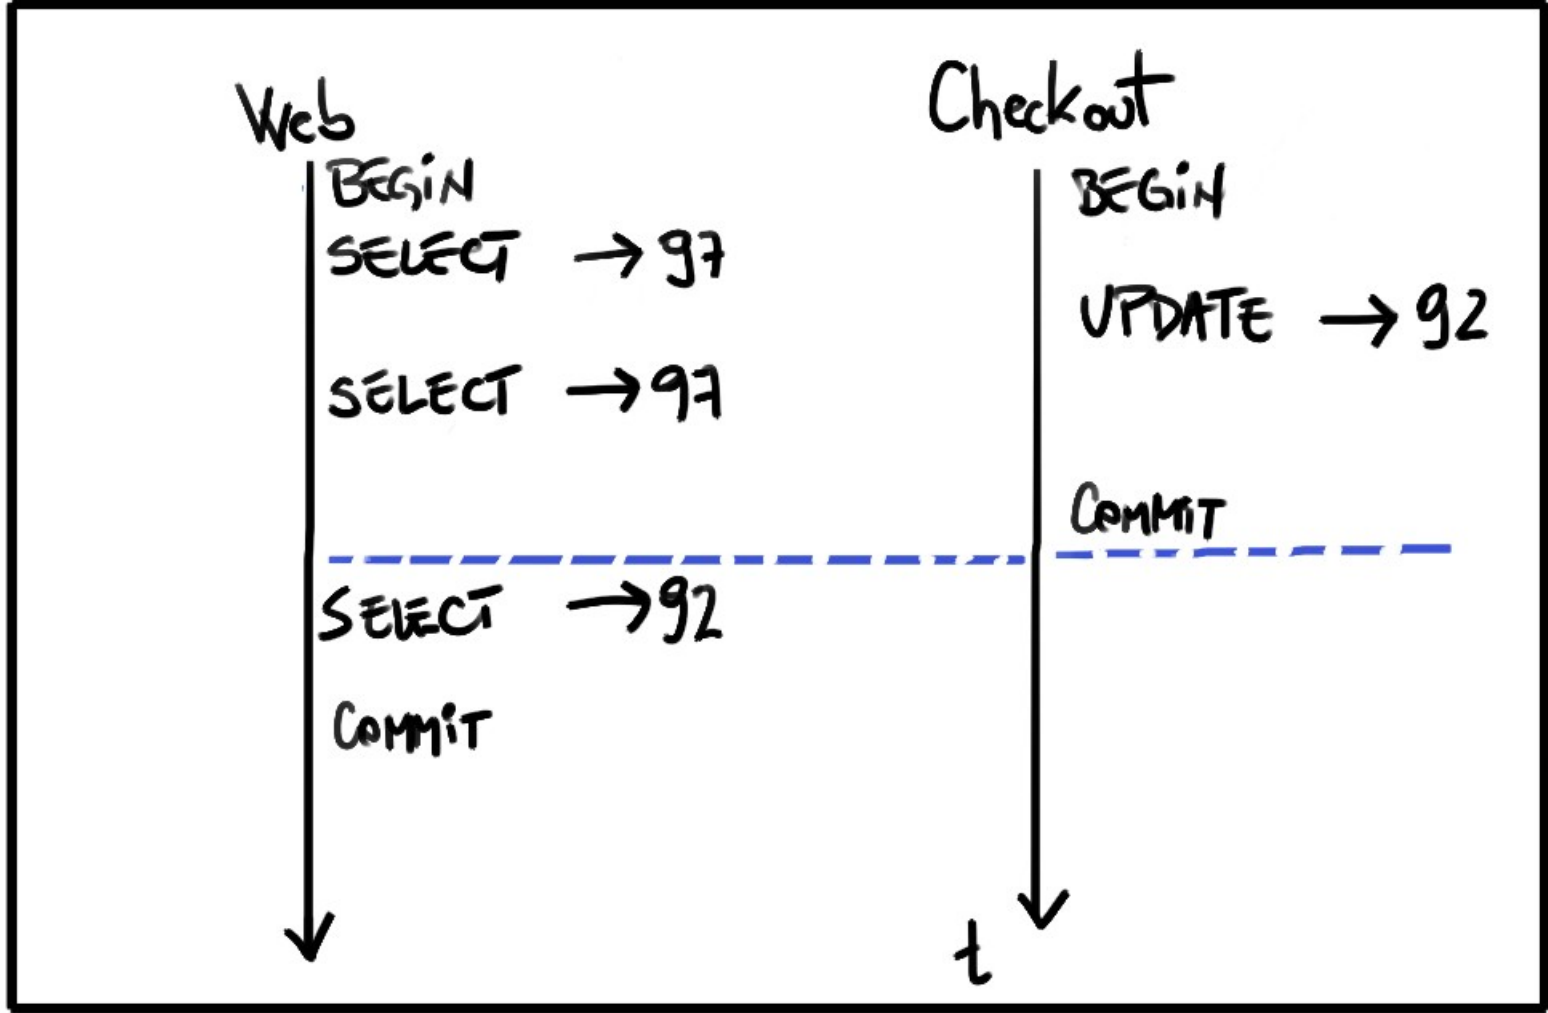 Web
BEGIN
SELECT → 97
SELECT → 97
SELECT → 92
COMMIT
Checkout
BEGIN
UPDATE → 92
COMMIT
t